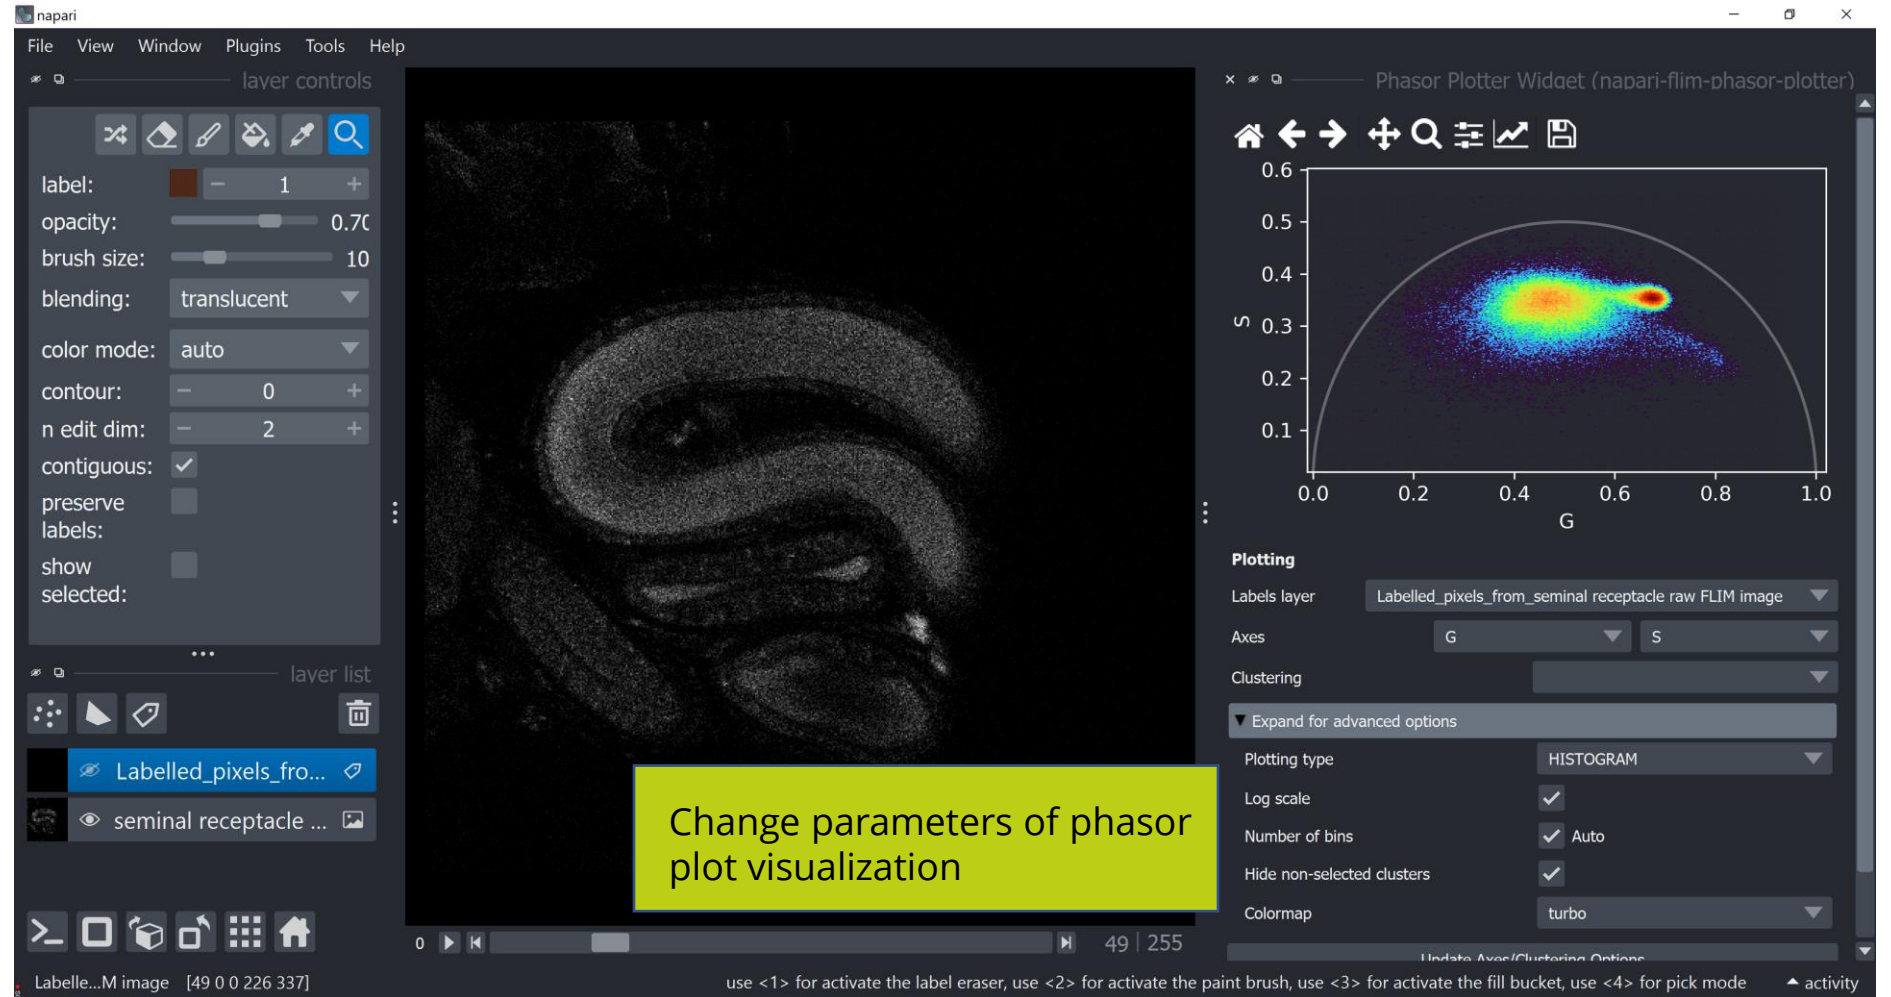 napari
File View Window Plugins Tools Help
layer controls
label: 1
opacity: 0.70
brush size: 10
blending: translucent
color mode: auto
contour: 0
n edit dim: 2
contiguous:
preserve
labels:
show
selected:
layer list
Labelled_pixels_fro...
seminal receptacle ...
Labelle...M image [49 0 0 226 337]
0 49 255
Change parameters of phasor
plot visualization
Phasor Plotter Widget (napari-flim-phasor-plotter)
0.6
0.5
0.4
S 0.3
0.2
0.1
0.0 0.2 0.4 0.6 0.8 1.0
G
Plotting
Labels layer Labelled_pixels_from_seminal receptacle raw FLIM image
Axes G S
Clustering
Expand for advanced options
Plotting type HISTOGRAM
Log scale
Number of bins Auto
Hide non-selected clusters
Colormap turbo
Update Axes/Clustering Options
use <1> for activate the label eraser, use <2> for activate the paint brush, use <3> for activate the fill bucket, use <4> for pick mode activity